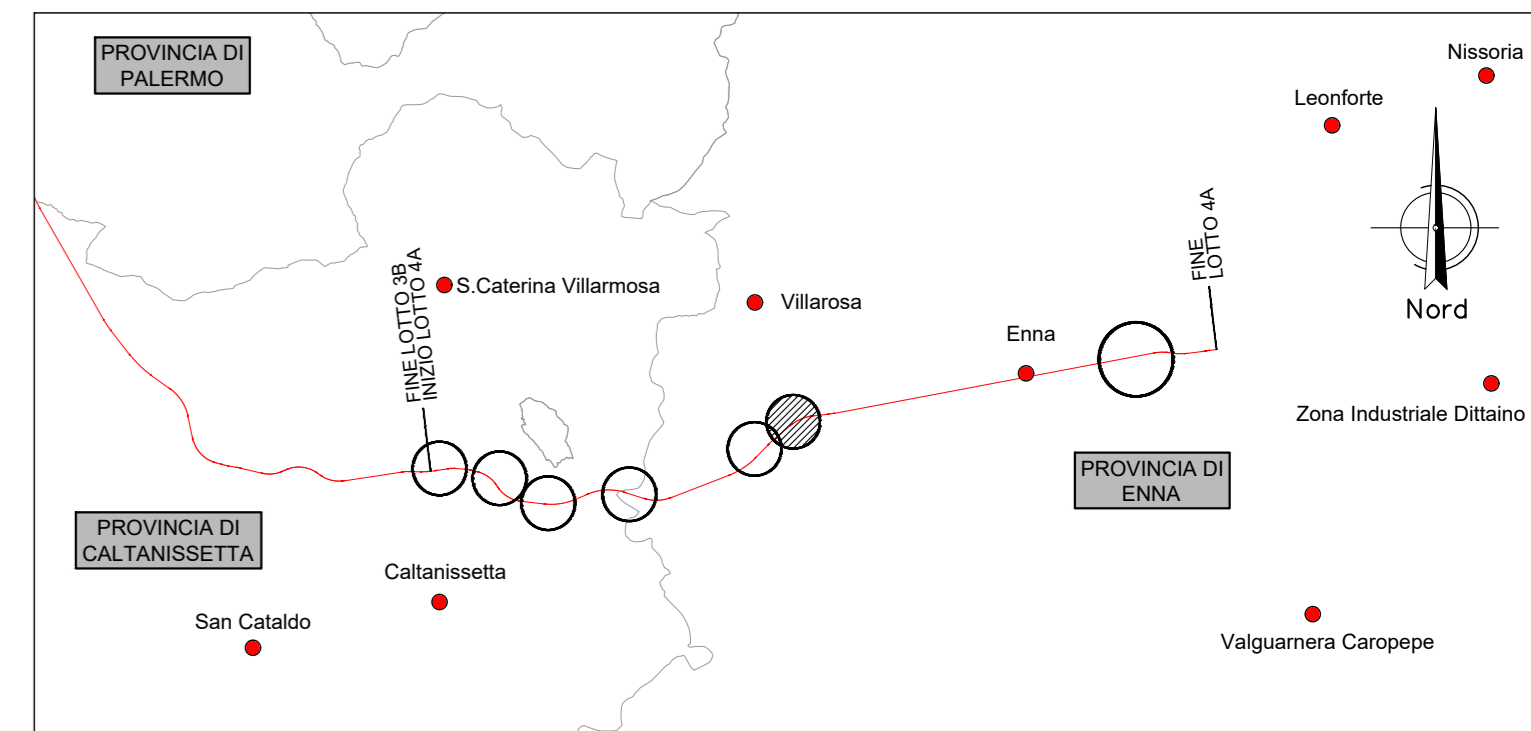 PROVINCIA DI
PALERMO
Nissoria
Leonforte
Nord
FINE
LOTTO 4A
FINE LOTTO 3B
INIZIO LOTTO 4A
S.Caterina Villarmosa
Villarosa
Enna
Zona Industriale Dittaino
PROVINCIA DI
ENNA
PROVINCIA DI
CALTANISSETTA
Caltanissetta
San Cataldo
Valguarnera Caropepe